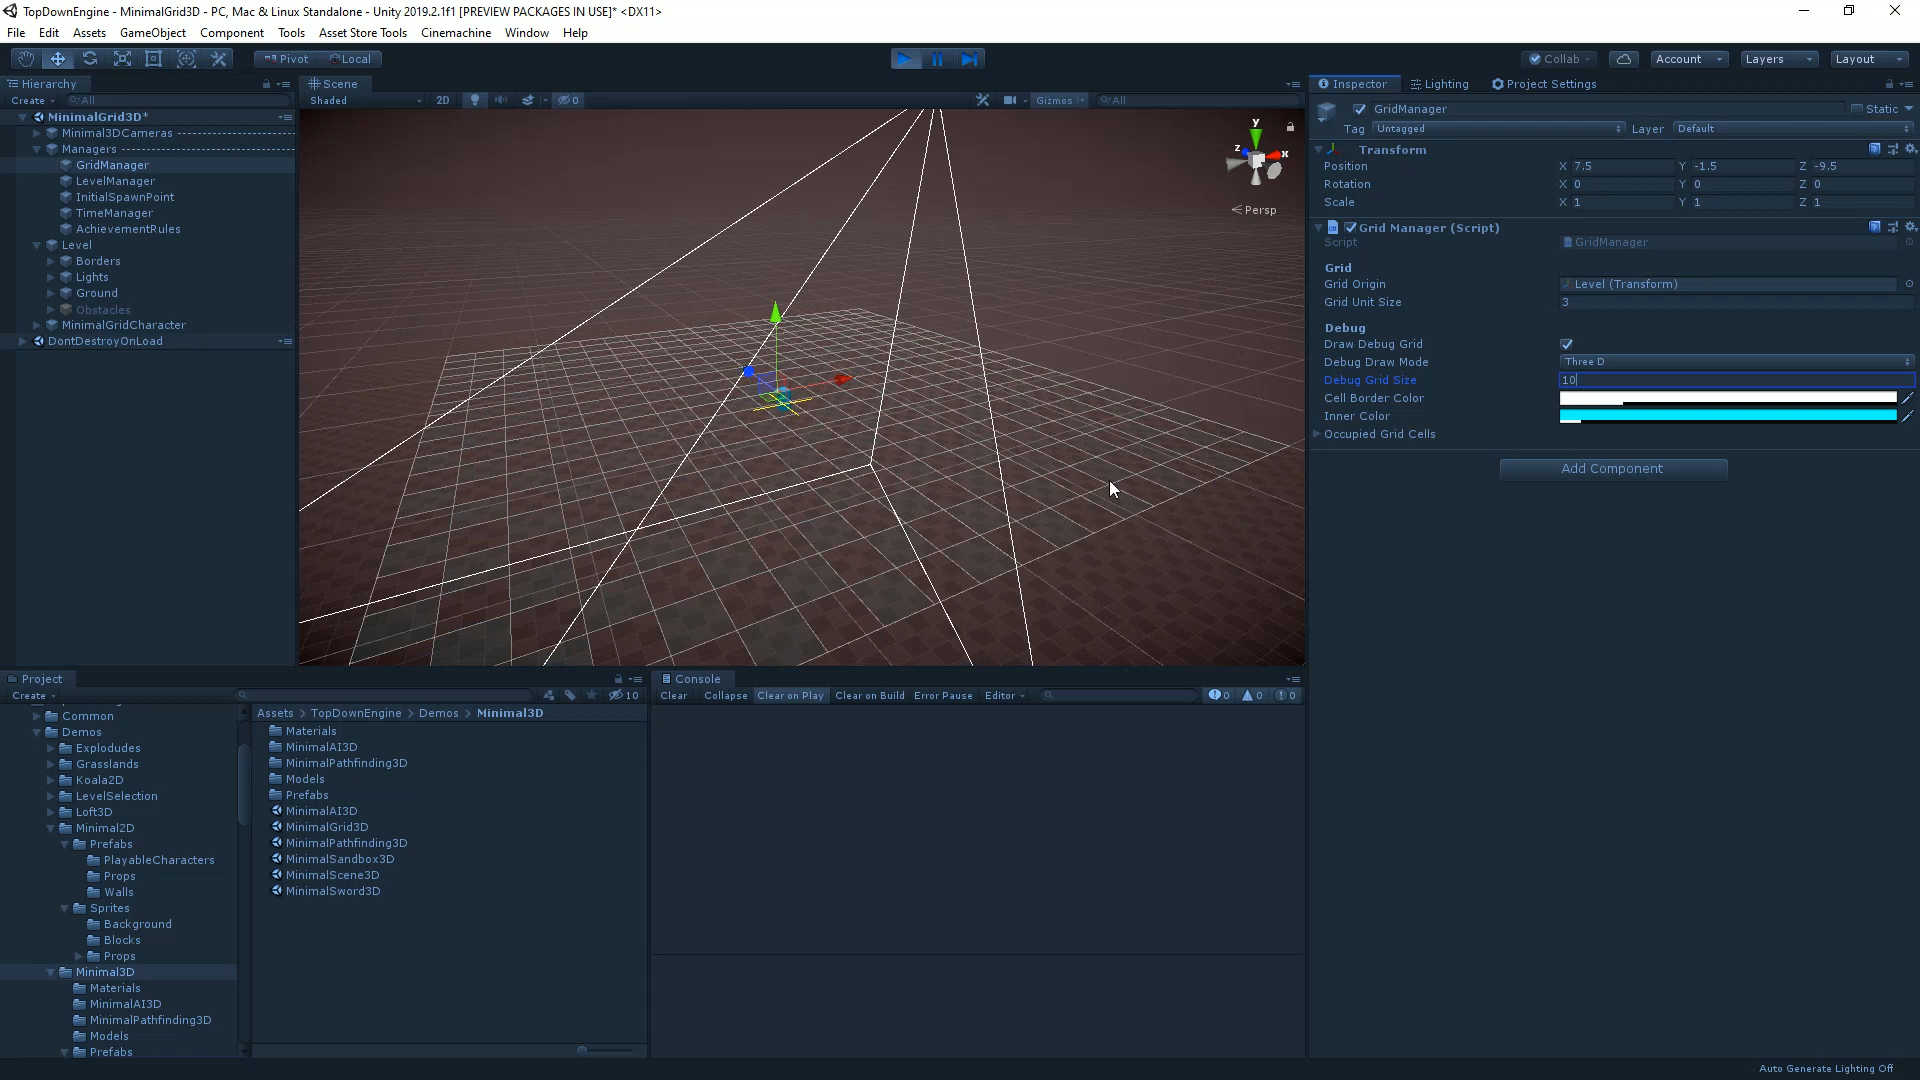 TopDownEngine - MinimalGrid3D - PC, Mac & Linux Standalone - Unity 2019.2.1f1 [PREVIEW PACKAGES IN USE]* <DX11>
File Edit Assets GameObject Component Tools Asset Store Tools Cinemachine Window Help
Pivot Local Collab Account Layers Layout
Hierarchy
Create All
MinimalGrid3D*
Minimal3DCameras
Managers
GridManager
LevelManager
InitialSpawnPoint
TimeManager
AchievementRules
Level
Borders
Lights
Ground
Obstacles
MinimalGridCharacter
DontDestroyOnLoad
Scene
Shaded 2D 0 Gizmos All
y
z x
Persp
Inspector Lighting Project Settings
GridManager Static
Tag Untagged Layer Default
Transform
Position X 7.5 Y -1.5 Z -9.5
Rotation X 0 Y 0 Z 0
Scale X 1 Y 1 Z 1
Grid Manager (Script)
Script GridManager
Grid
Grid Origin Level (Transform)
Grid Unit Size 3
Debug
Draw Debug Grid
Debug Draw Mode Three D
Debug Grid Size 10
Cell Border Color
Inner Color
Occupied Grid Cells
Add Component
Project
Create 10
Common
Demos
Explodudes
Grasslands
Koala2D
LevelSelection
Loft3D
Minimal2D
Prefabs
PlayableCharacters
Props
Walls
Sprites
Background
Blocks
Props
Minimal3D
Materials
MinimalAI3D
MinimalPathfinding3D
Models
Prefabs
Assets > TopDownEngine > Demos > Minimal3D
Materials
MinimalAI3D
MinimalPathfinding3D
Models
Prefabs
MinimalAI3D
MinimalGrid3D
MinimalPathfinding3D
MinimalSandbox3D
MinimalScene3D
MinimalSword3D
Console
Clear Collapse Clear on Play Clear on Build Error Pause Editor 0 0 0
Auto Generate Lighting Off